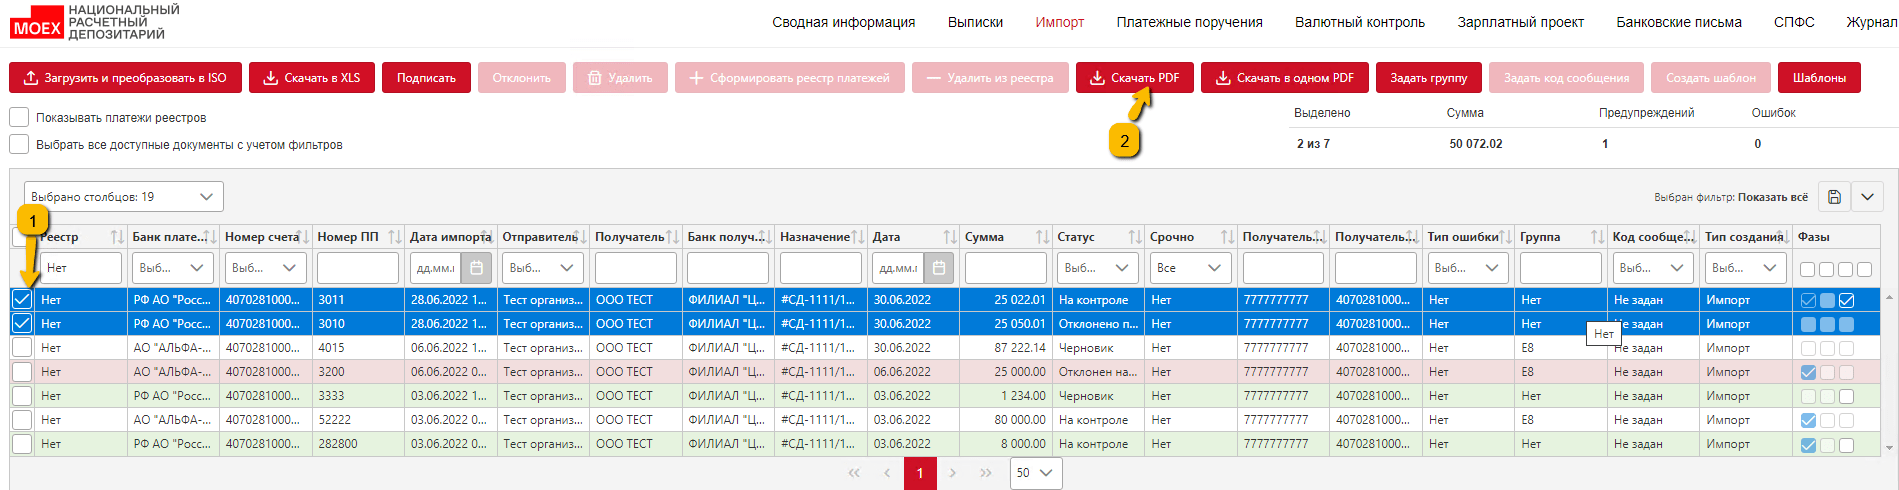 MOEX
НАЦИОНАЛЬНЫЙ
РАСЧЕТНЫЙ
ДЕПОЗИТАРИЙ
Сводная информация Выписки Импорт Платежные поручения Валютный контроль Зарплатный проект Банковские письма СПФС Журнал
Загрузить и преобразовать в ISO Скачать в XLS Подписать Отклонить Удалить Сформировать реестр платежей Удалить из реестра Скачать PDF Скачать в одном PDF Задать группу Задать код сообщения Создать шаблон Шаблоны
Показывать платежи реестров
Выбрать все доступные документы с учетом фильтров
2
Выделено Сумма Предупреждений Ошибок
2 из 7 50 072.02 1 0
Выбрано столбцов: 19
Выбран фильтр: Показать всё
1
Реестр Банк плате... Номер счета Номер ПП Дата импорта Отправитель Получатель Банк получ... Назначение Дата Сумма Статус Срочно Получатель... Получатель... Тип ошибки Группа Код сообще... Тип создания Фазы
Нет Выб... Выб... дд.мм.г Выб... дд.мм.г Выб... Все Выб... Выб... Выб...
Нет РФ АО "Росс... 4070281000... 3011 28.06.2022 1... Тест организ... ООО ТЕСТ ФИЛИАЛ "Ц... #СД-1111/1... 30.06.2022 25 022.01 На контроле Нет 7777777777 4070281000... Нет Нет Не задан Импорт
Нет РФ АО "Росс... 4070281000... 3010 28.06.2022 1... Тест организ... ООО ТЕСТ ФИЛИАЛ "Ц... #СД-1111/1... 30.06.2022 25 050.01 Отклонено п... Нет 7777777777 4070281000... Нет Нет Не задан Импорт
Нет
Нет АО "АЛЬФА-... 4070281000... 4015 06.06.2022 1... Тест организ... ООО ТЕСТ ФИЛИАЛ "Ц... #СД-1111/1... 30.06.2022 87 222.14 Черновик Нет 7777777777 4070281000... Нет E8 Не задан Импорт
Нет АО "АЛЬФА-... 4070281000... 3200 06.06.2022 0... Тест организ... ООО ТЕСТ ФИЛИАЛ "Ц... #СД-1111/1... 06.06.2022 25 000.00 Отклонен на... Нет 7777777777 4070281000... Нет E8 Не задан Импорт
Нет РФ АО "Росс... 4070281000... 3333 03.06.2022 1... Тест организ... ООО ТЕСТ ФИЛИАЛ "Ц... #СД-1111/1... 03.06.2022 1 234.00 Черновик Нет 7777777777 4070281000... Нет Нет Не задан Импорт
Нет АО "АЛЬФА-... 4070281000... 52222 03.06.2022 0... Тест организ... ООО ТЕСТ ФИЛИАЛ "Ц... #СД-1111/1... 03.06.2022 80 000.00 На контроле Нет 7777777777 4070281000... Нет E8 Не задан Импорт
Нет РФ АО "Росс... 4070281000... 282800 03.06.2022 0... Тест организ... ООО ТЕСТ ФИЛИАЛ "Ц... #СД-1111/1... 03.06.2022 8 000.00 На контроле Нет 7777777777 4070281000... Нет Нет Не задан Импорт
1 50